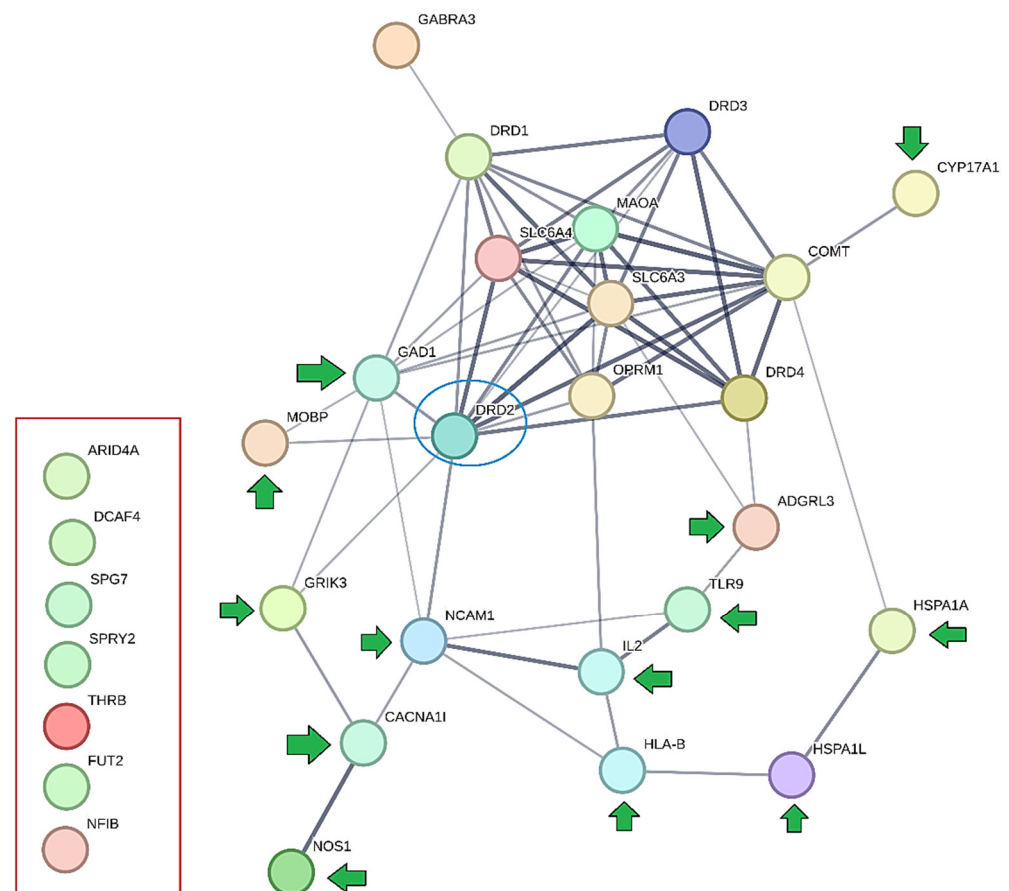 GABRA3
DRD3
DRD1
CYP17A1
MAOA
SLC6A4
COMT
SLC6A3
GAD1
OPRM1
DRD4
DRD2
MOBP
ARID4A
ADGRL3
DCAF4
SPG7
GRIK3
TLR9
HSPA1A
NCAM1
SPRY2
IL2
THRB
CACNA1I
HLA-B
HSPA1L
FUT2
NFIB
NOS1